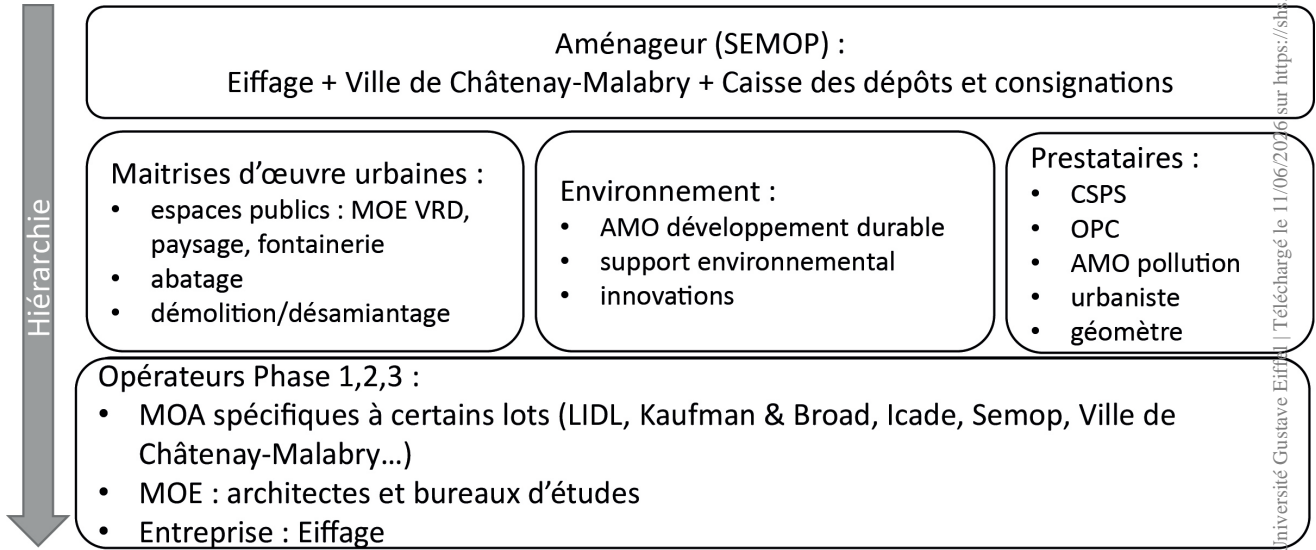 Hiérarchie
Aménageur (SEMOP) :
Eiffage + Ville de Châtenay-Malabry + Caisse des dépôts et consignations
Maitrises d’œuvre urbaines :
• espaces publics : MOE VRD,
paysage, fontainerie
• abatage
• démolition/désamiantage
Environnement :
• AMO développement durable
• support environnemental
• innovations
Prestataires :
• CSPS
• OPC
• AMO pollution
• urbaniste
• géomètre
Opérateurs Phase 1,2,3 :
• MOA spécifiques à certains lots (LIDL, Kaufman & Broad, Icade, Semop, Ville de
Châtenay-Malabry…)
• MOE : architectes et bureaux d’études
• Entreprise : Eiffage
Université Gustave Eiffel | Téléchargé le 11/06/2026 sur https://shs.